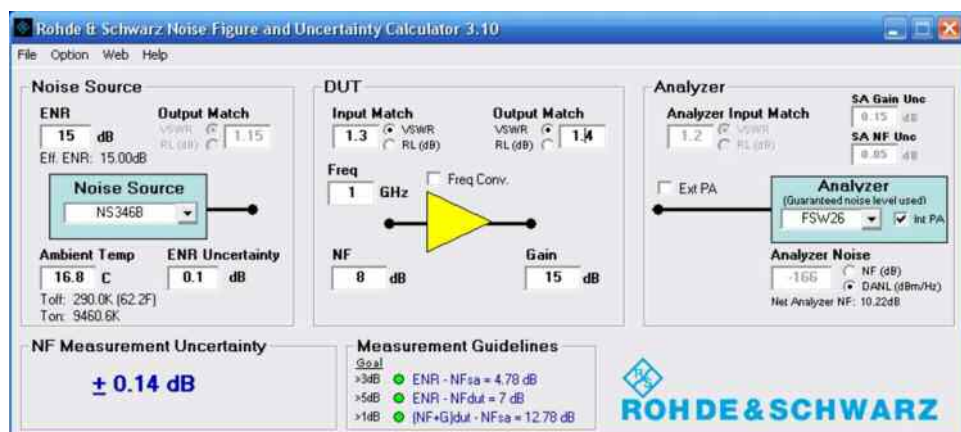 Rohde & Schwarz Noise Figure and Uncertainty Calculator 3.10
File Option Web Help
Noise Source
ENR
15 dB
Eff. ENR: 15.00dB
Output Match
VSWR
RL (dB)
1.15
Noise Source
NS346B
Ambient Temp
16.8 C
Toff: 290.0K (62.2F)
Ton: 9460.6K
ENR Uncertainty
0.1 dB
DUT
Input Match
1.3
VSWR
RL (dB)
Output Match
VSWR
RL (dB)
1.4
Freq
1 GHz
Freq Conv.
NF
8 dB
Gain
15 dB
Analyzer
Analyzer Input Match
1.2
VSWR
RL (dB)
SA Gain Unc
0.15 dB
SA NF Unc
0.05 dB
Ext PA
Analyzer
(Guaranteed noise level used)
FSW26
Int PA
Analyzer Noise
-166
NF (dB)
DANL (dBm/Hz)
Net Analyzer NF: 10.22dB
NF Measurement Uncertainty
± 0.14 dB
Measurement Guidelines
Goal
>3dB ENR - NFsa = 4.78 dB
>5dB ENR - NFdut = 7 dB
>1dB (NF+G)dut - NFsa = 12.78 dB
R S
ROHDE&SCHWARZ